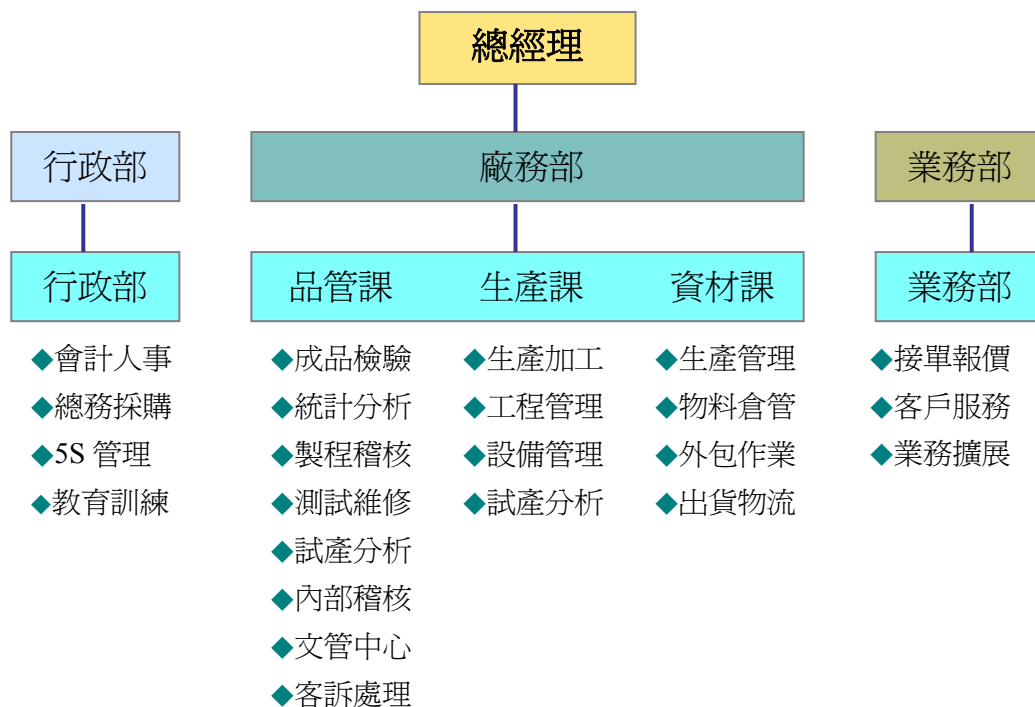 總經理
行政部
廠務部
業務部
行政部
品管課 生產課 資材課
業務部
◆會計人事
◆總務採購
◆5S 管理
◆教育訓練
◆成品檢驗
◆統計分析
◆製程稽核
◆測試維修
◆試產分析
◆內部稽核
◆文管中心
◆客訴處理
◆生產加工
◆工程管理
◆設備管理
◆試產分析
◆生產管理
◆物料倉管
◆外包作業
◆出貨物流
◆接單報價
◆客戶服務
◆業務擴展